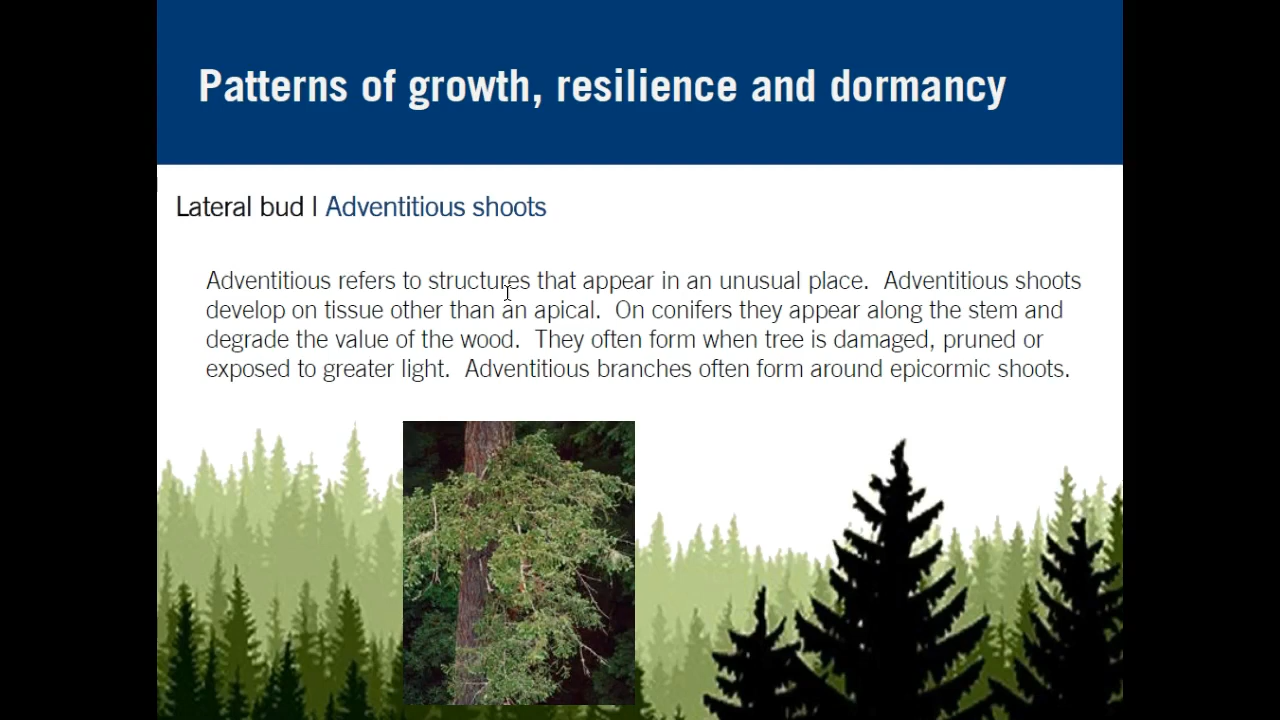 Patterns of growth, resilience and dormancy
Lateral bud | Adventitious shoots
Adventitious refers to structures that appear in an unusual place.  Adventitious shoots
develop on tissue other than an apical.  On conifers they appear along the stem and
degrade the value of the wood.  They often form when tree is damaged, pruned or
exposed to greater light.  Adventitious branches often form around epicormic shoots.